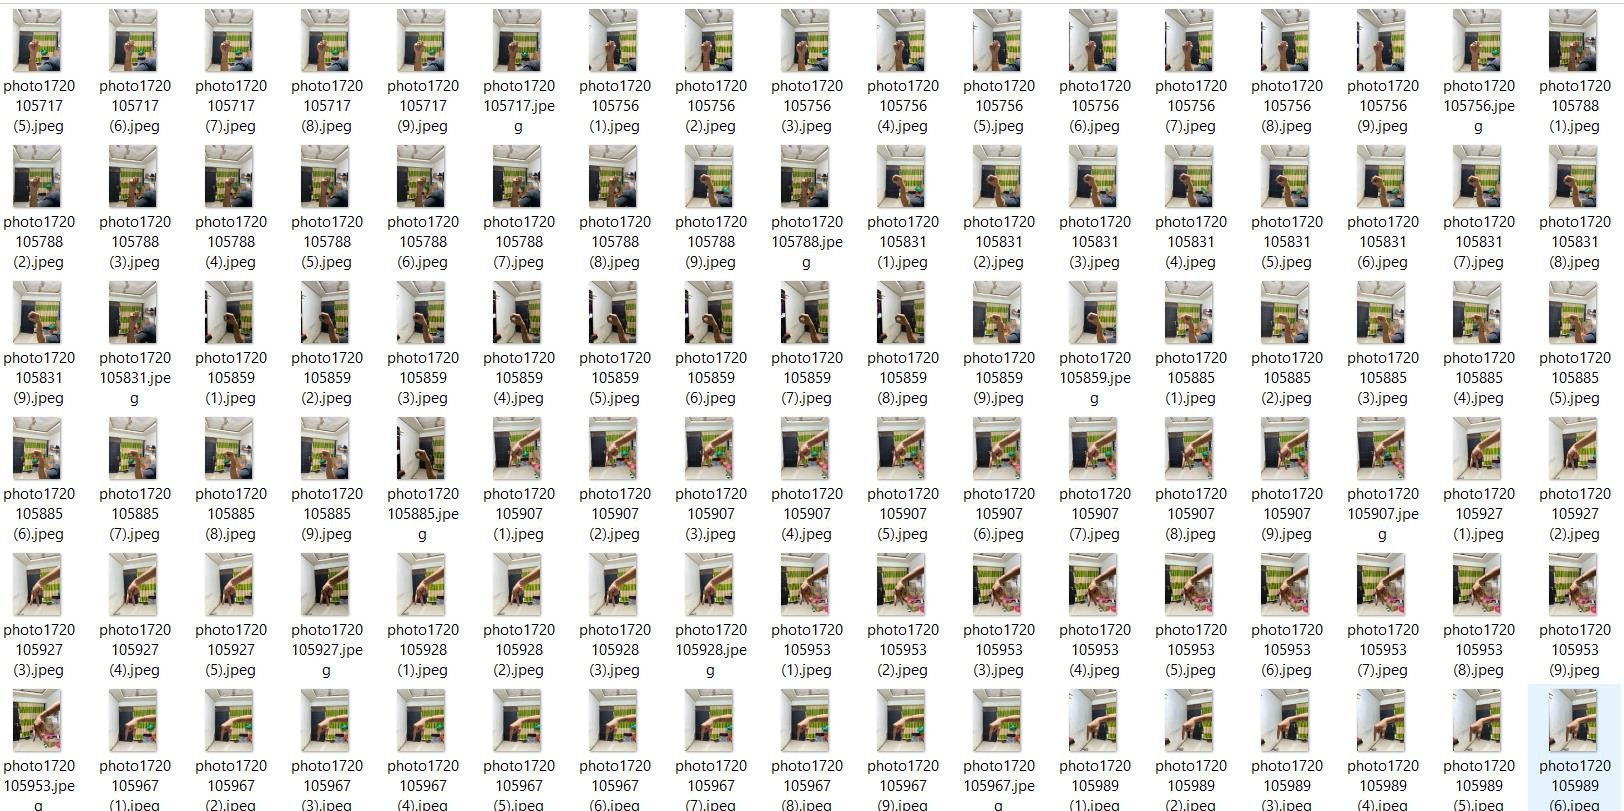 photo1720
105717
(5).jpeg
photo1720
105717
(6).jpeg
photo1720
105717
(7).jpeg
photo1720
105717
(8).jpeg
photo1720
105717
(9).jpeg
photo1720
105717.jpe
g
photo1720
105756
(1).jpeg
photo1720
105756
(2).jpeg
photo1720
105756
(3).jpeg
photo1720
105756
(4).jpeg
photo1720
105756
(5).jpeg
photo1720
105756
(6).jpeg
photo1720
105756
(7).jpeg
photo1720
105756
(8).jpeg
photo1720
105756
(9).jpeg
photo1720
105756.jpe
g
photo1720
105788
(1).jpeg
photo1720
105788
(2).jpeg
photo1720
105788
(3).jpeg
photo1720
105788
(4).jpeg
photo1720
105788
(5).jpeg
photo1720
105788
(6).jpeg
photo1720
105788
(7).jpeg
photo1720
105788
(8).jpeg
photo1720
105788
(9).jpeg
photo1720
105788.jpe
g
photo1720
105831
(1).jpeg
photo1720
105831
(2).jpeg
photo1720
105831
(3).jpeg
photo1720
105831
(4).jpeg
photo1720
105831
(5).jpeg
photo1720
105831
(6).jpeg
photo1720
105831
(7).jpeg
photo1720
105831
(8).jpeg
photo1720
105831
(9).jpeg
photo1720
105831.jpe
g
photo1720
105859
(1).jpeg
photo1720
105859
(2).jpeg
photo1720
105859
(3).jpeg
photo1720
105859
(4).jpeg
photo1720
105859
(5).jpeg
photo1720
105859
(6).jpeg
photo1720
105859
(7).jpeg
photo1720
105859
(8).jpeg
photo1720
105859
(9).jpeg
photo1720
105859.jpe
g
photo1720
105885
(1).jpeg
photo1720
105885
(2).jpeg
photo1720
105885
(3).jpeg
photo1720
105885
(4).jpeg
photo1720
105885
(5).jpeg
photo1720
105885
(6).jpeg
photo1720
105885
(7).jpeg
photo1720
105885
(8).jpeg
photo1720
105885
(9).jpeg
photo1720
105885.jpe
g
photo1720
105907
(1).jpeg
photo1720
105907
(2).jpeg
photo1720
105907
(3).jpeg
photo1720
105907
(4).jpeg
photo1720
105907
(5).jpeg
photo1720
105907
(6).jpeg
photo1720
105907
(7).jpeg
photo1720
105907
(8).jpeg
photo1720
105907
(9).jpeg
photo1720
105907.jpe
g
photo1720
105927
(1).jpeg
photo1720
105927
(2).jpeg
photo1720
105927
(3).jpeg
photo1720
105927
(4).jpeg
photo1720
105927
(5).jpeg
photo1720
105927.jpe
g
photo1720
105928
(1).jpeg
photo1720
105928
(2).jpeg
photo1720
105928
(3).jpeg
photo1720
105928.jpe
g
photo1720
105953
(1).jpeg
photo1720
105953
(2).jpeg
photo1720
105953
(3).jpeg
photo1720
105953
(4).jpeg
photo1720
105953
(5).jpeg
photo1720
105953
(6).jpeg
photo1720
105953
(7).jpeg
photo1720
105953
(8).jpeg
photo1720
105953
(9).jpeg
photo1720
105953.jpe
g
photo1720
105967
(1).jpeg
photo1720
105967
(2).jpeg
photo1720
105967
(3).jpeg
photo1720
105967
(4).jpeg
photo1720
105967
(5).jpeg
photo1720
105967
(6).jpeg
photo1720
105967
(7).jpeg
photo1720
105967
(8).jpeg
photo1720
105967
(9).jpeg
photo1720
105967.jpe
g
photo1720
105989
(1).jpeg
photo1720
105989
(2).jpeg
photo1720
105989
(3).jpeg
photo1720
105989
(4).jpeg
photo1720
105989
(5).jpeg
photo1720
105989
(6).jpeg